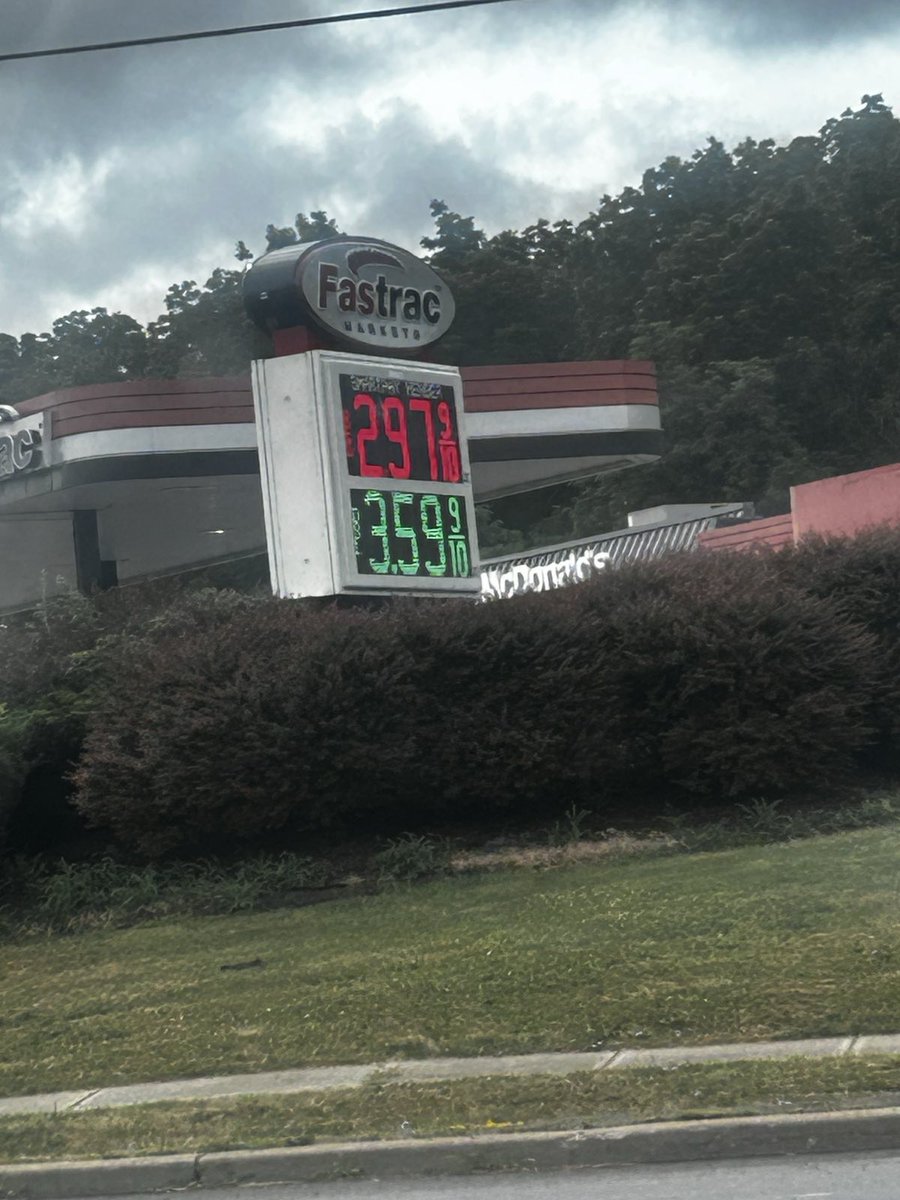 Fastrac
MARKETS
2.97 9/10
3.59 9/10
ac
McDonald's